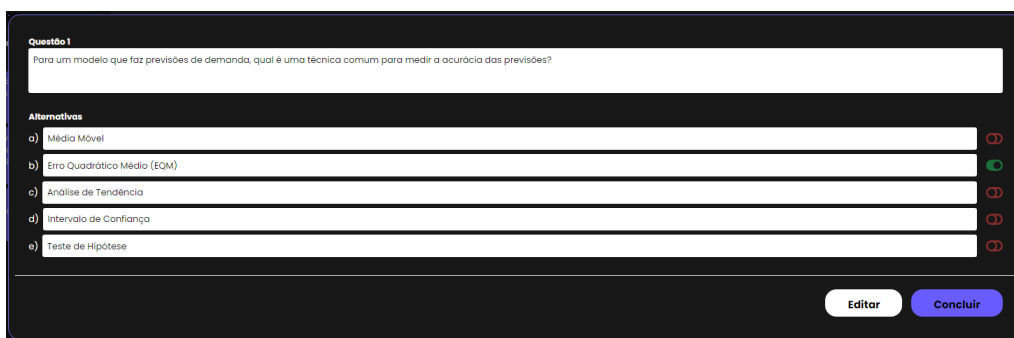 Questão 1
Para um modelo que faz previsões de demanda, qual é uma técnica comum para medir a acurácia das previsões?
Alternativas
a) Média Móvel
b) Erro Quadrático Médio (EQM)
c) Análise de Tendência
d) Intervalo de Confiança
e) Teste de Hipótese
Editar Concluir